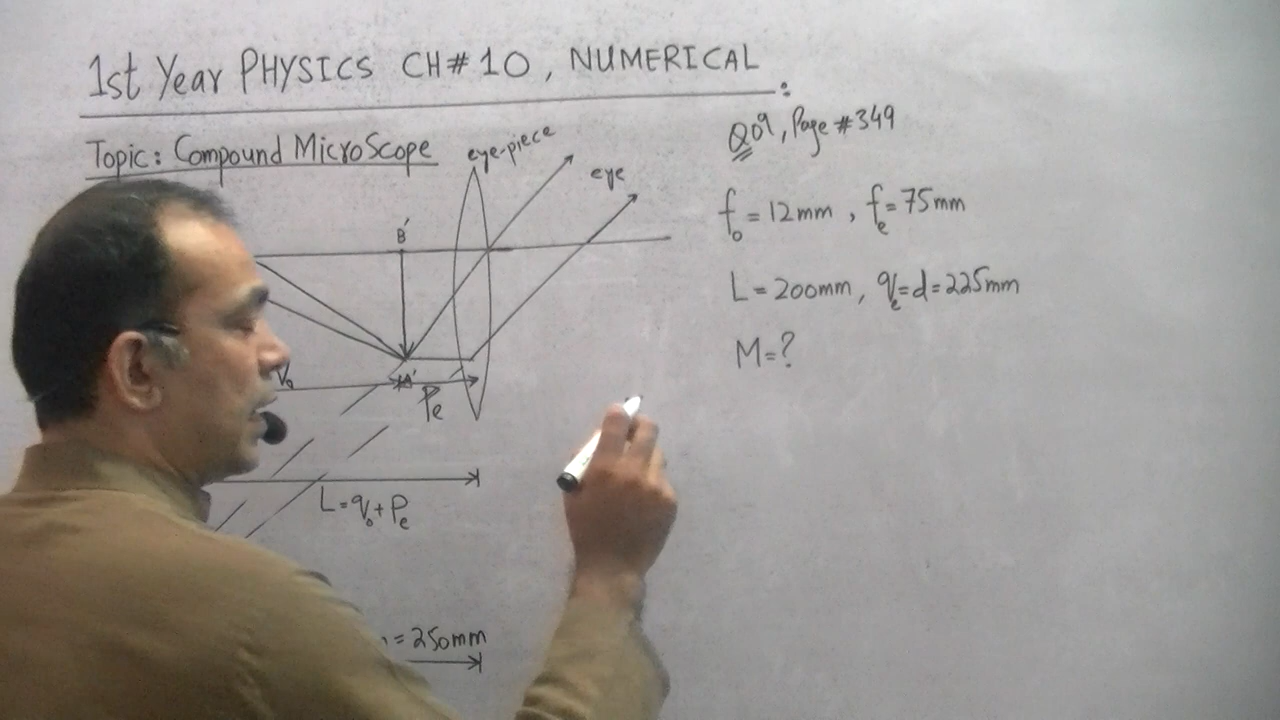 1st Year PHYSICS CH# 10, NUMERICAL:
Topic: Compound MicroScope
eye-piece
eye
B'
A'
Pe
L=qo+Pe
=250mm
Q09, Page #349
fo=12mm, fe=75mm
L=200mm, qe=d=225mm
M=?